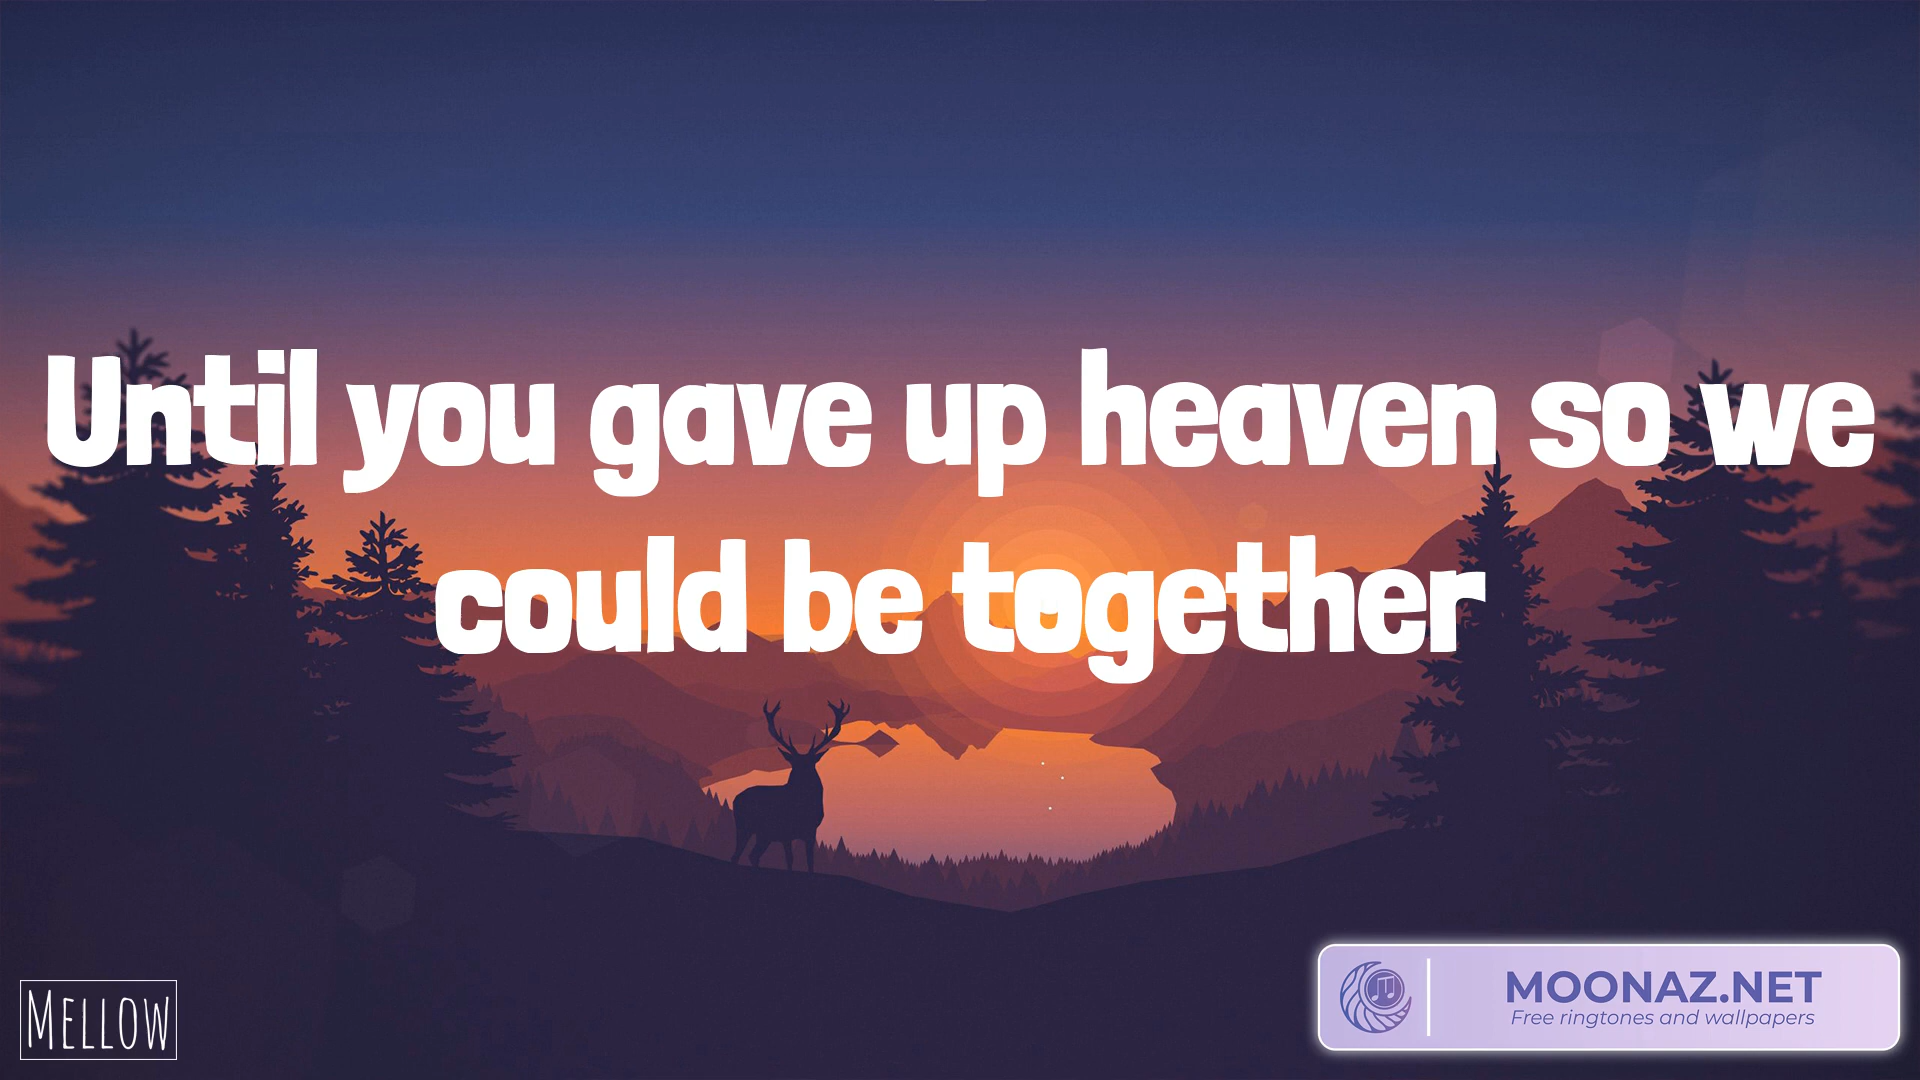 Until you gave up heaven so we
could be together
MELLOW
MOONAZ.NET
Free ringtones and wallpapers